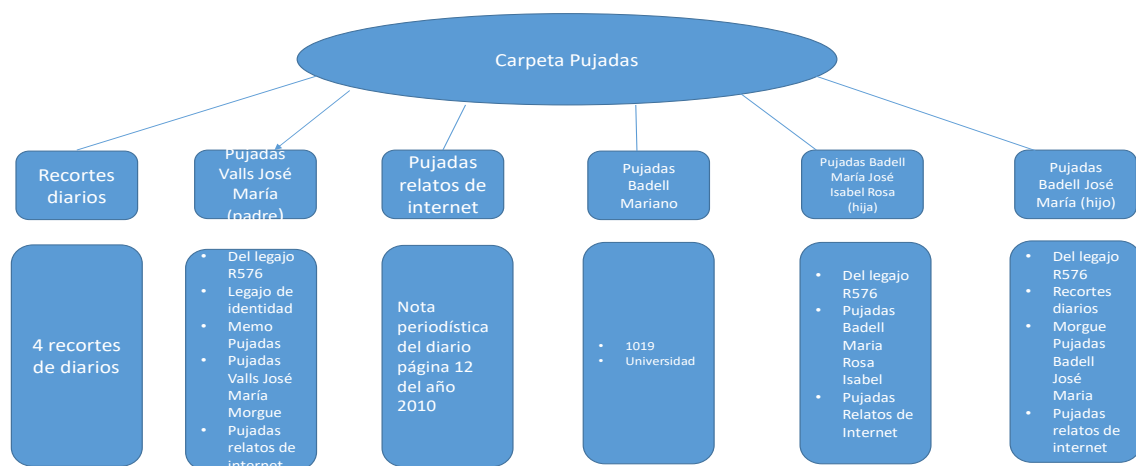 Carpeta Pujadas
Recortes
diarios
Pujadas
Valls José
María
(padre)
Pujadas
relatos de
internet
Pujadas
Badell
Mariano
Pujadas Badell
María José
Isabel Rosa
(hija)
Pujadas
Badell José
María (hijo)
4 recortes
de diarios
• Del legajo
R576
• Legajo de
identidad
• Memo
Pujadas
• Pujadas
Valls José
María
Morgue
• Pujadas
relatos de
internet
Nota
periodística
del diario
página 12
del año
2010
• 1019
• Universidad
• Del legajo
R576
• Pujadas
Badell
Maria
Rosa
Isabel
• Pujadas
Relatos de
Internet
• Del legajo
R576
• Recortes
diarios
• Morgue
Pujadas
Badell
José
Maria
• Pujadas
relatos de
internet